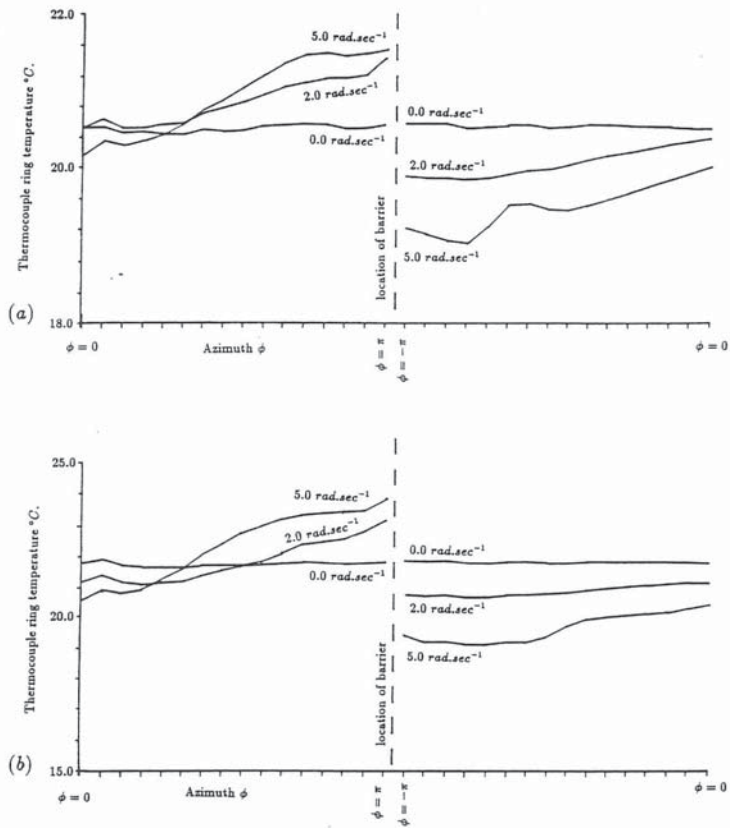 22.0
5.0 rad.sec⁻¹
2.0 rad.sec⁻¹
0.0 rad.sec⁻¹
0.0 rad.sec⁻¹
2.0 rad.sec⁻¹
5.0 rad.sec⁻¹
Thermocouple ring temperature °C.
20.0
18.0
location of barrier
(a)
ϕ = 0
Azimuth ϕ
ϕ = π
ϕ = −π
ϕ = 0
25.0
5.0 rad.sec⁻¹
2.0 rad.sec⁻¹
0.0 rad.sec⁻¹
0.0 rad.sec⁻¹
2.0 rad.sec⁻¹
5.0 rad.sec⁻¹
Thermocouple ring temperature °C.
20.0
15.0
location of barrier
(b)
ϕ = 0
Azimuth ϕ
ϕ = π
ϕ = −π
ϕ = 0